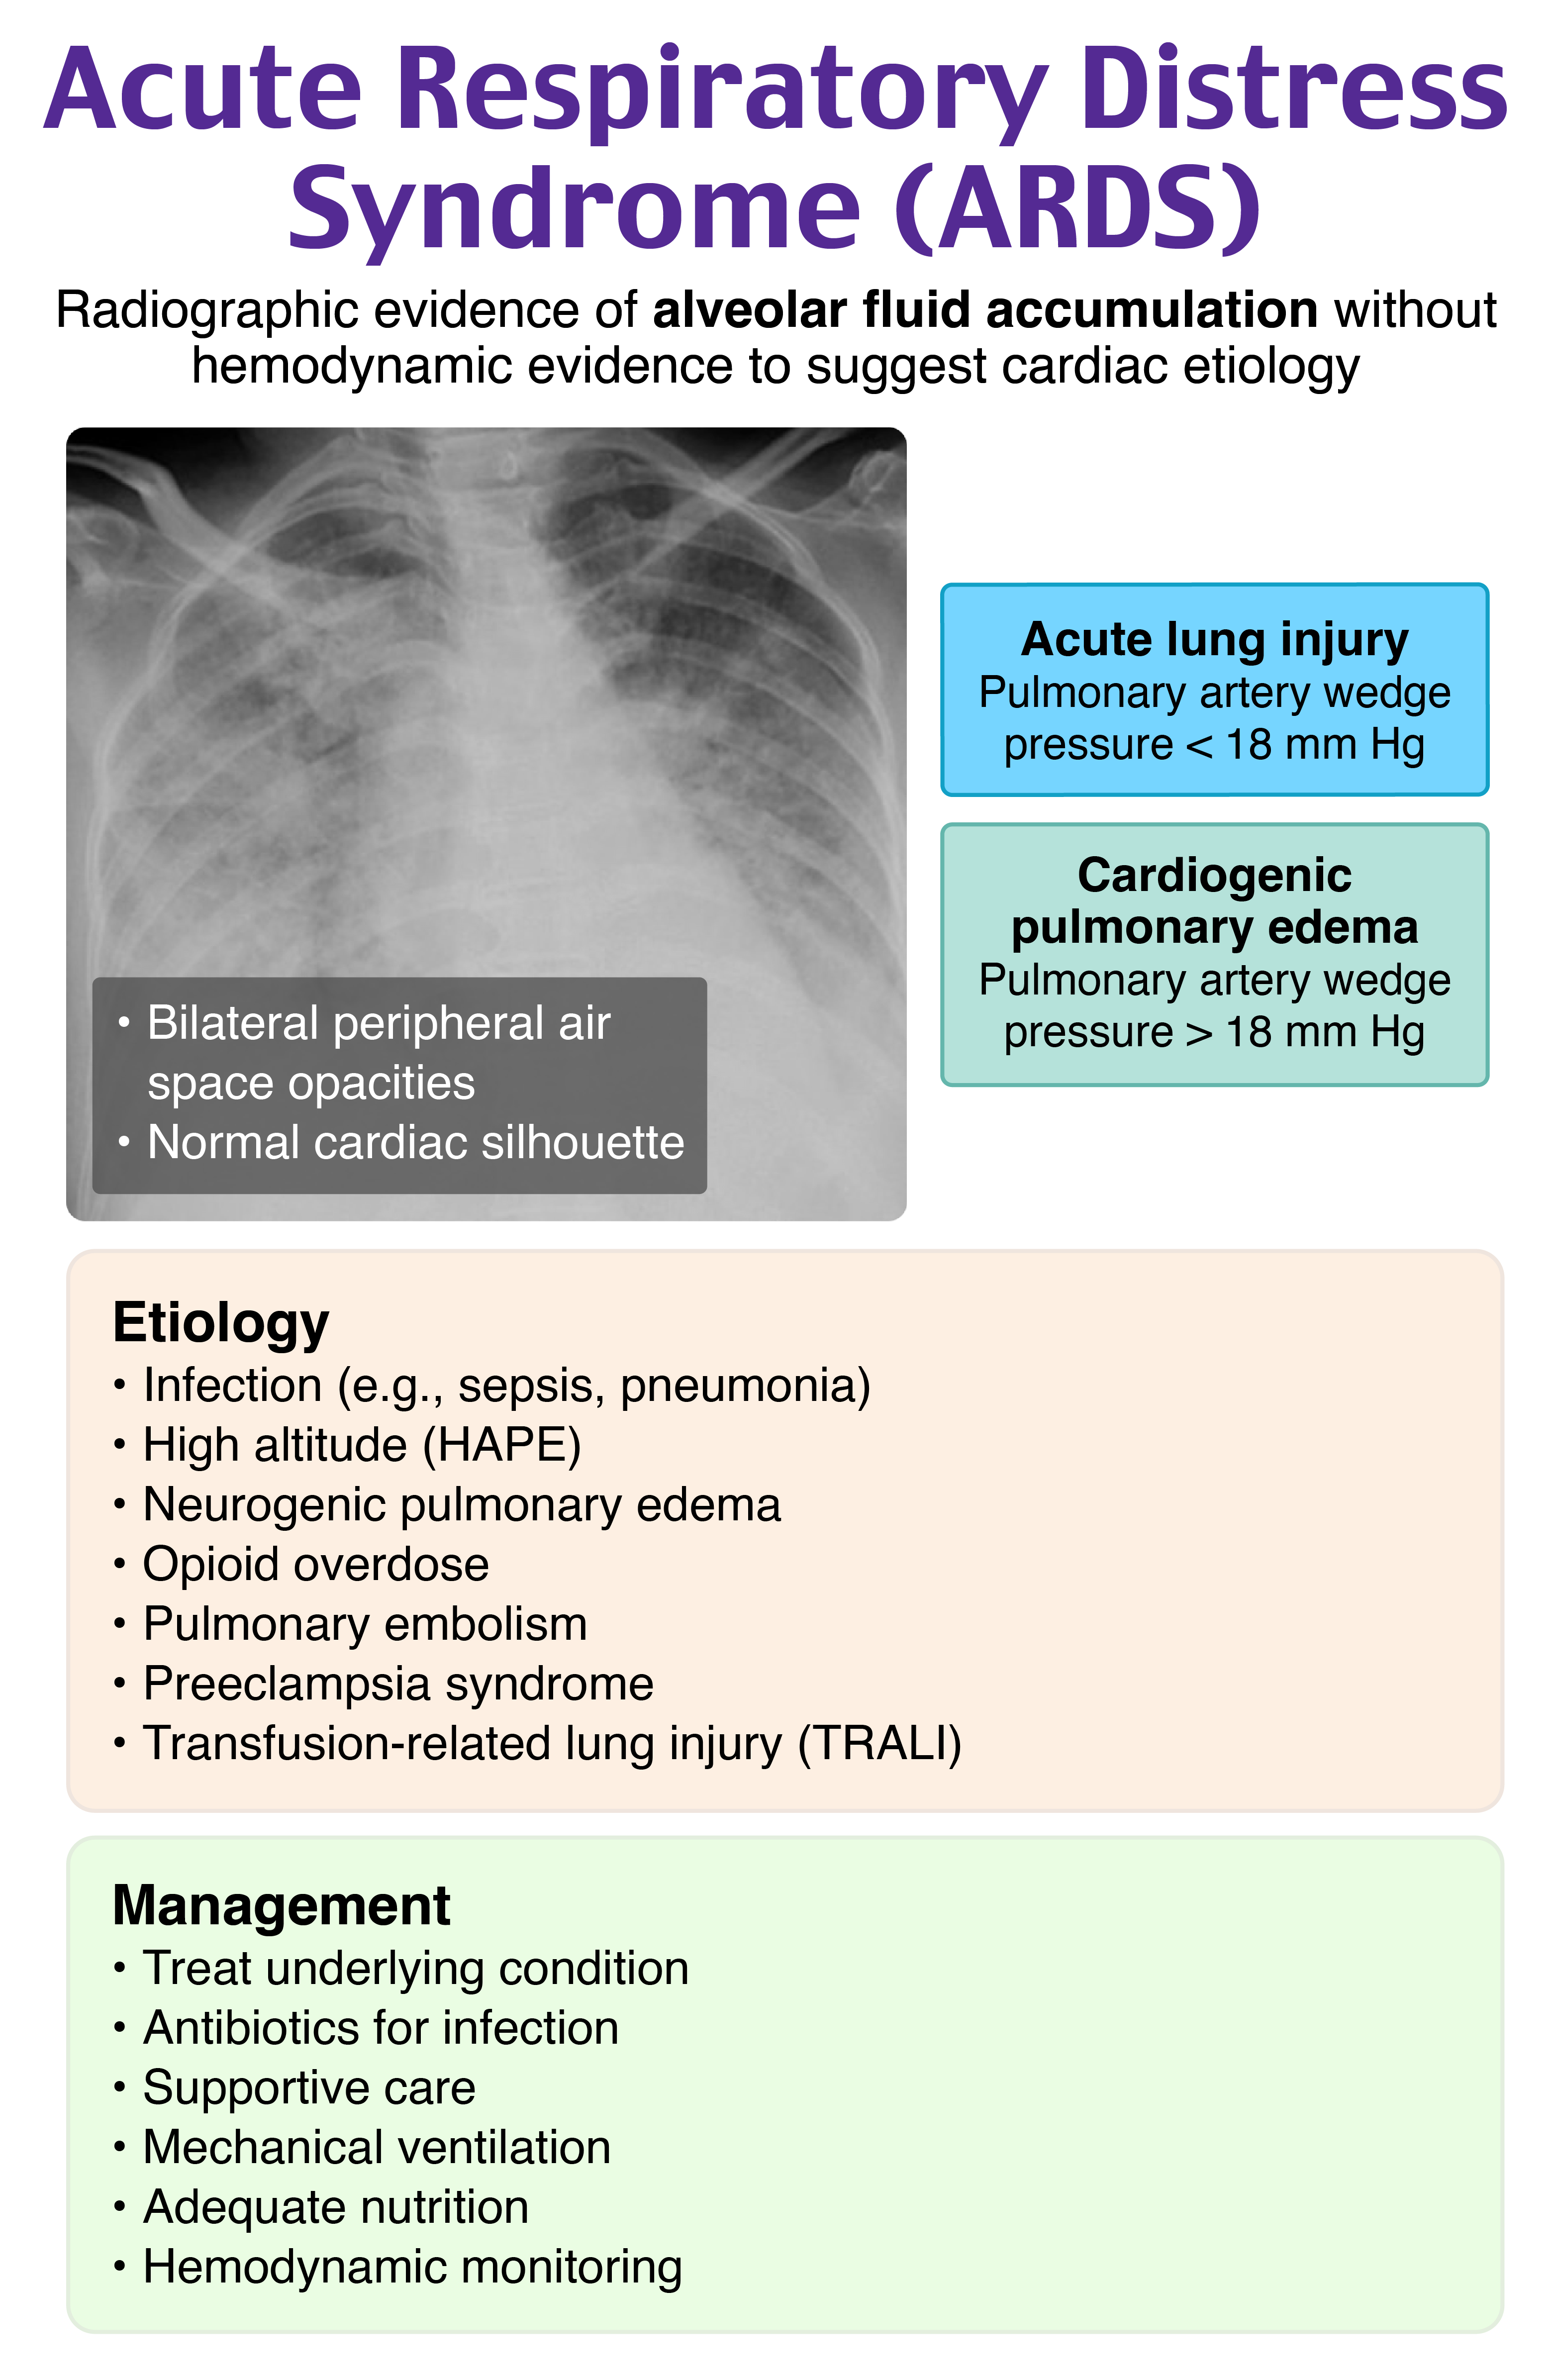 Acute Respiratory Distress
Syndrome (ARDS)
Radiographic evidence of alveolar fluid accumulation without
hemodynamic evidence to suggest cardiac etiology
Acute lung injury
Pulmonary artery wedge
pressure < 18 mm Hg
Cardiogenic
pulmonary edema
Pulmonary artery wedge
pressure > 18 mm Hg
• Bilateral peripheral air
space opacities
• Normal cardiac silhouette
Etiology
• Infection (e.g., sepsis, pneumonia)
• High altitude (HAPE)
• Neurogenic pulmonary edema
• Opioid overdose
• Pulmonary embolism
• Preeclampsia syndrome
• Transfusion-related lung injury (TRALI)
Management
• Treat underlying condition
• Antibiotics for infection
• Supportive care
• Mechanical ventilation
• Adequate nutrition
• Hemodynamic monitoring